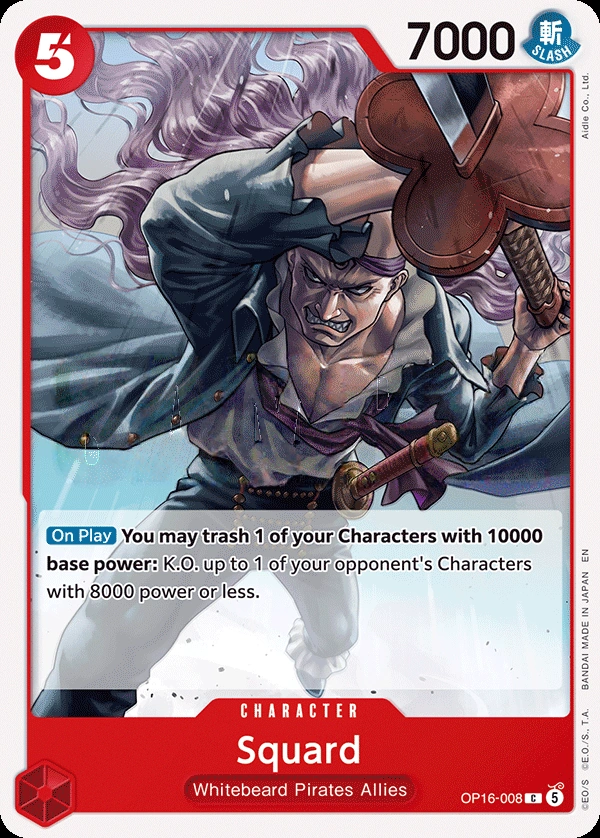 5
7000
斬
SLASH
Aidle Co., Ltd.
On Play You may trash 1 of your Characters with 10000
base power: K.O. up to 1 of your opponent's Characters
with 8000 power or less.
CHARACTER
Squard
Whitebeard Pirates Allies
OP16-008 C 5
©EO/S ©E.O./S., T.A. BANDAI MADE IN JAPAN EN